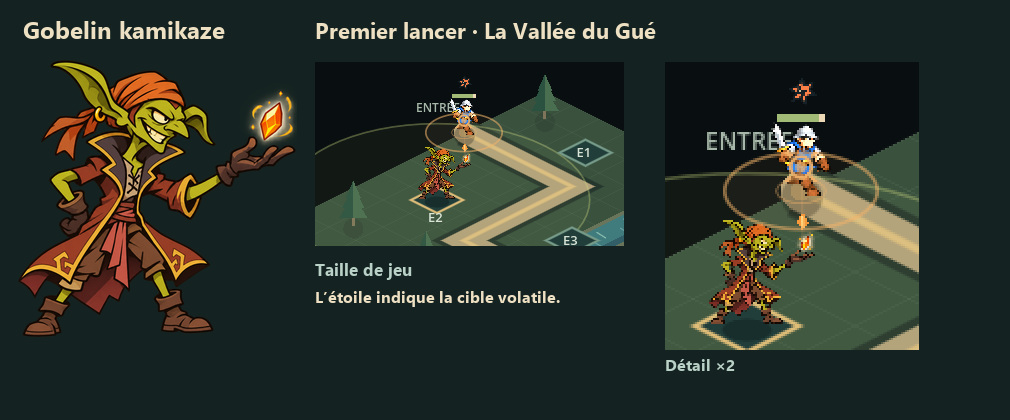 Gobelin kamikaze
Premier lancer · La Vallée du Gué
ENTRÉE
E1
E2
E3
Taille de jeu
L'étoile indique la cible volatile.
ENTRÉE
Détail ×2